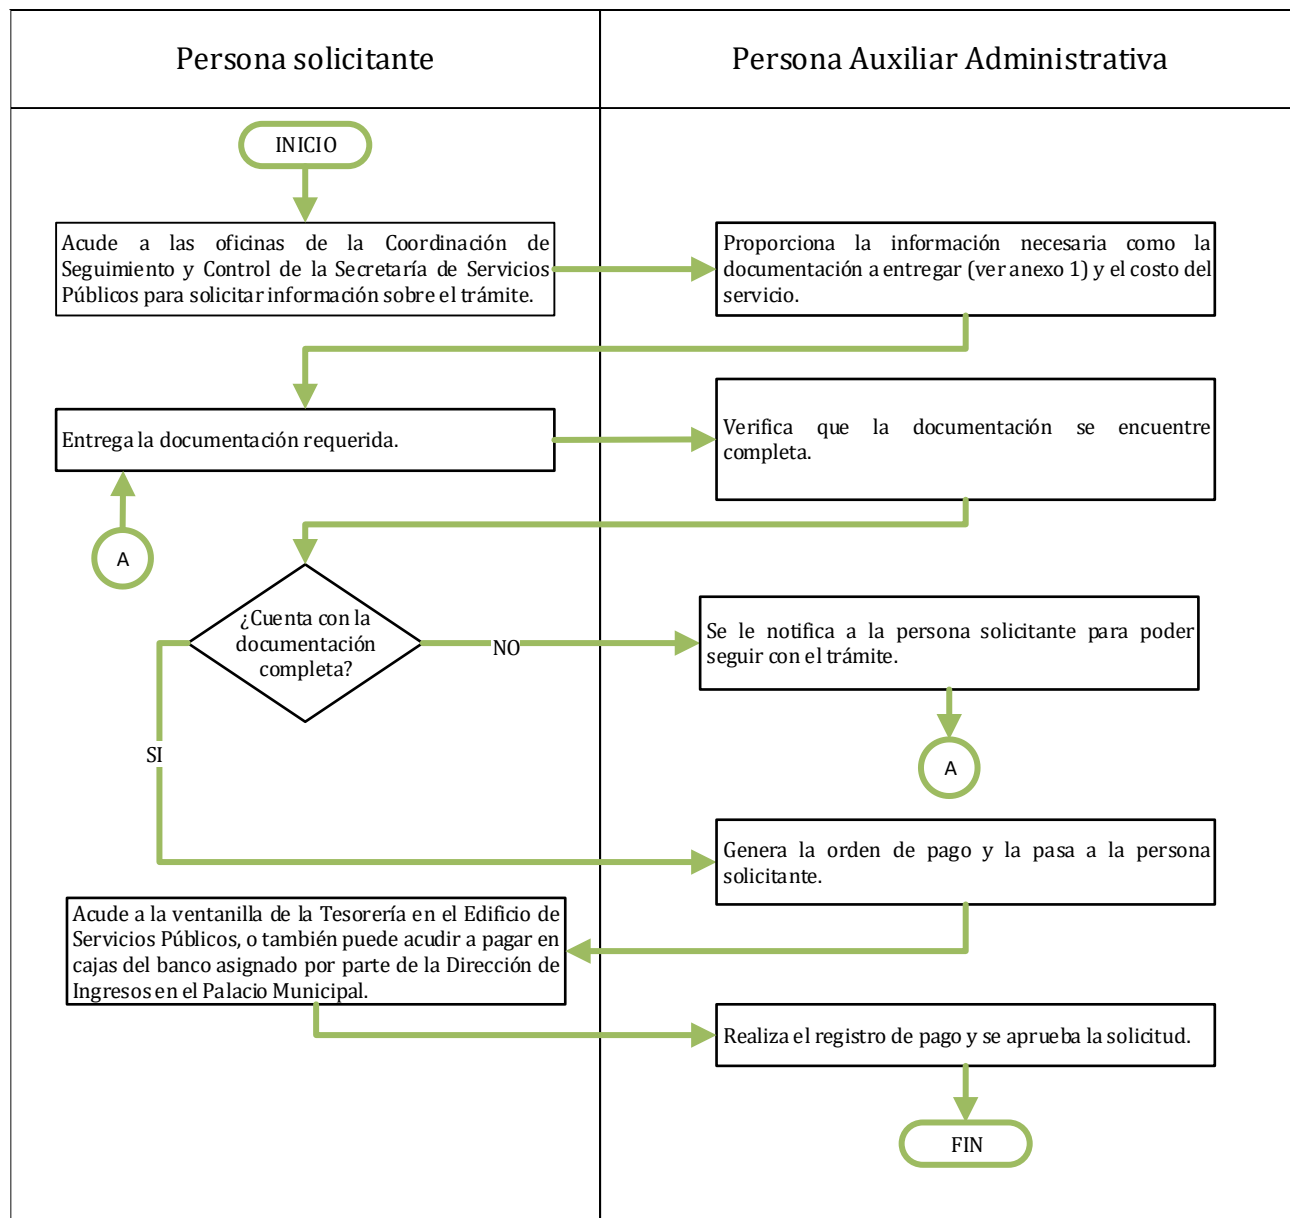 Persona solicitante
Persona Auxiliar Administrativa
INICIO
Acude a las oficinas de la Coordinación de
Seguimiento y Control de la Secretaría de Servicios
Públicos para solicitar información sobre el trámite.
Proporciona la información necesaria como la
documentación a entregar (ver anexo 1) y el costo del
servicio.
Entrega la documentación requerida.
Verifica que la documentación se encuentre
completa.
A
¿Cuenta con la
documentación
completa?
NO
Se le notifica a la persona solicitante para poder
seguir con el trámite.
SI
A
Genera la orden de pago y la pasa a la persona
solicitante.
Acude a la ventanilla de la Tesorería en el Edificio de
Servicios Públicos, o también puede acudir a pagar en
cajas del banco asignado por parte de la Dirección de
Ingresos en el Palacio Municipal.
Realiza el registro de pago y se aprueba la solicitud.
FIN